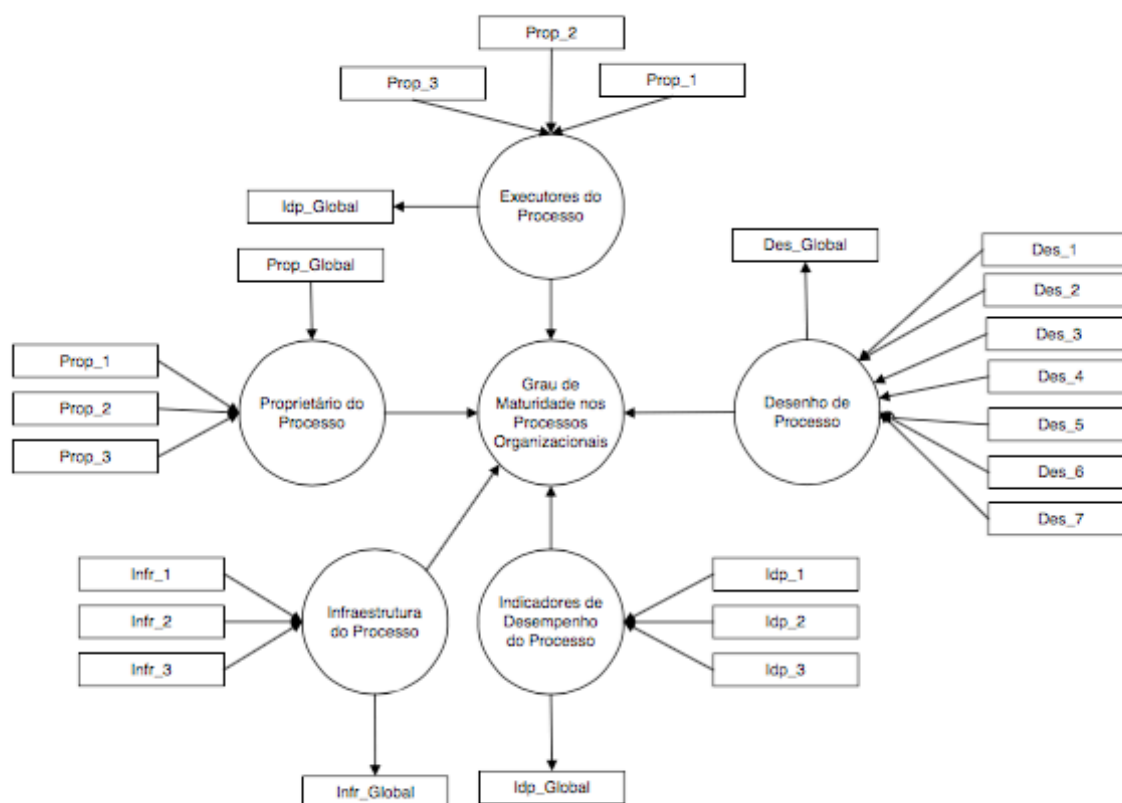 Prop_2
Prop_3
Prop_1
Executores do
Processo
Idp_Global
Prop_Global
Des_Global
Des_1
Des_2
Des_3
Des_4
Des_5
Des_6
Des_7
Prop_1
Prop_2
Prop_3
Proprietário do
Processo
Grau de
Maturidade nos
Processos
Organizacionais
Desenho de
Processo
Infr_1
Infr_2
Infr_3
Infraestrutura
do Processo
Indicadores de
Desempenho
do Processo
Idp_1
Idp_2
Idp_3
Infr_Global
Idp_Global